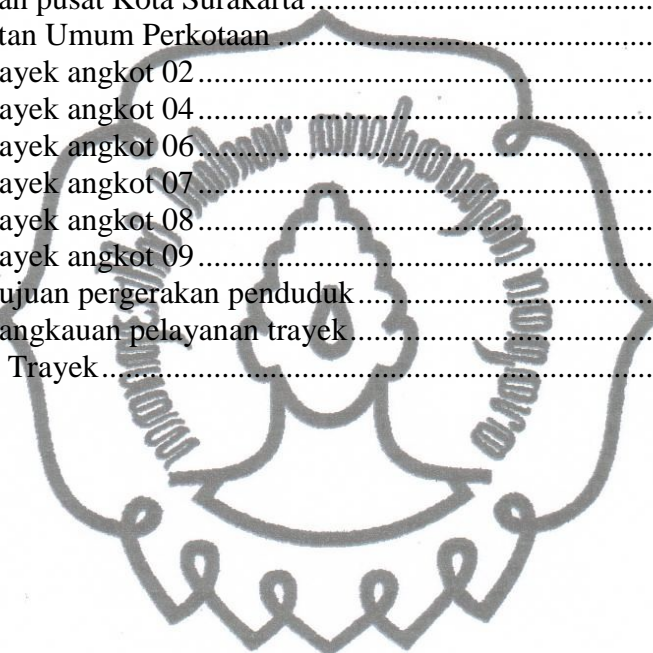 an pusat Kota Surakarta
tan Umum Perkotaan
ayek angkot 02
ayek angkot 04
ayek angkot 06
ayek angkot 07
ayek angkot 08
ayek angkot 09
ujuan pergerakan penduduk
angkauan pelayanan trayek
Trayek